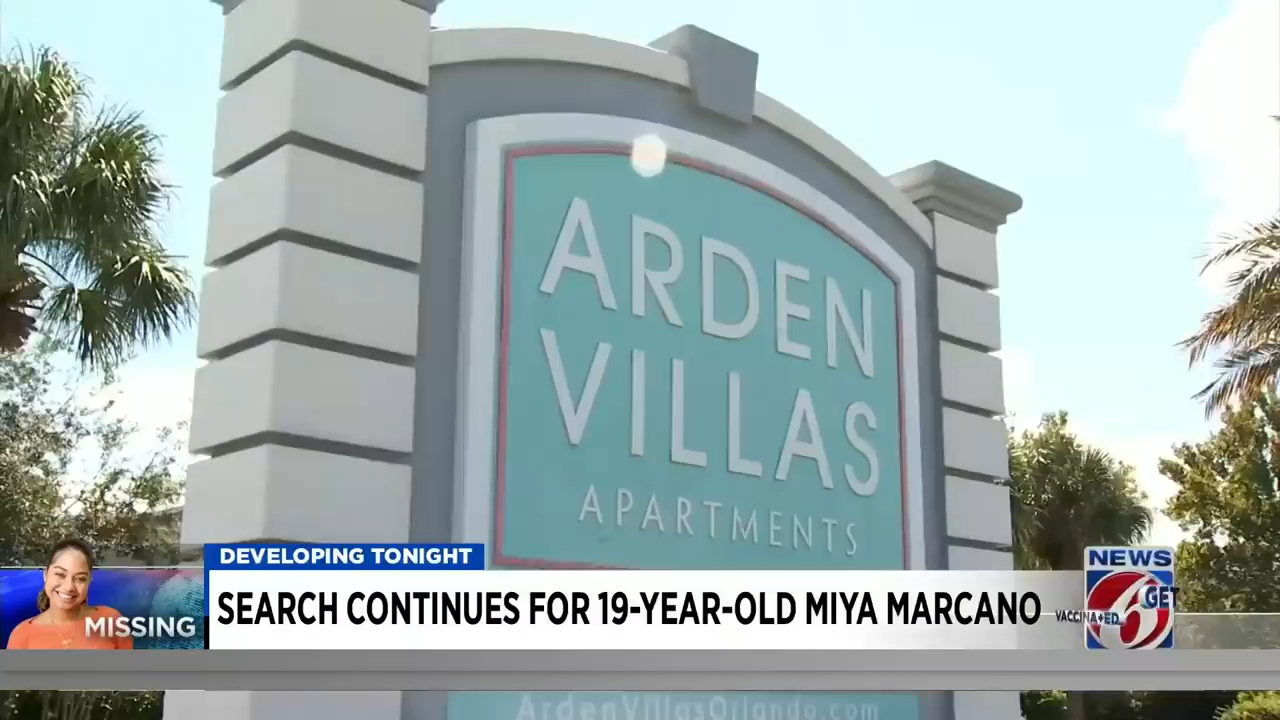 ARDEN
VILLAS
APARTMENTS
DEVELOPING TONIGHT
SEARCH CONTINUES FOR 19-YEAR-OLD MIYA MARCANO
MISSING
NEWS
6
GET
ArdenVillasOrlando.com